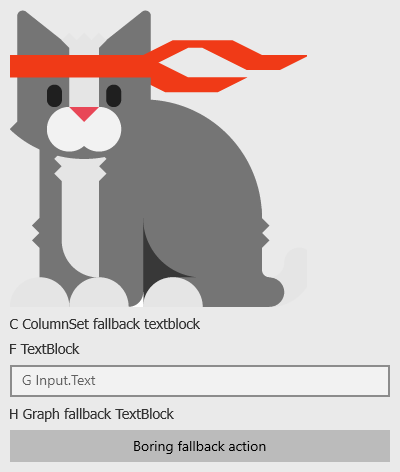 C ColumnSet fallback textblock
F TextBlock
G Input.Text
H Graph fallback TextBlock
Boring fallback action